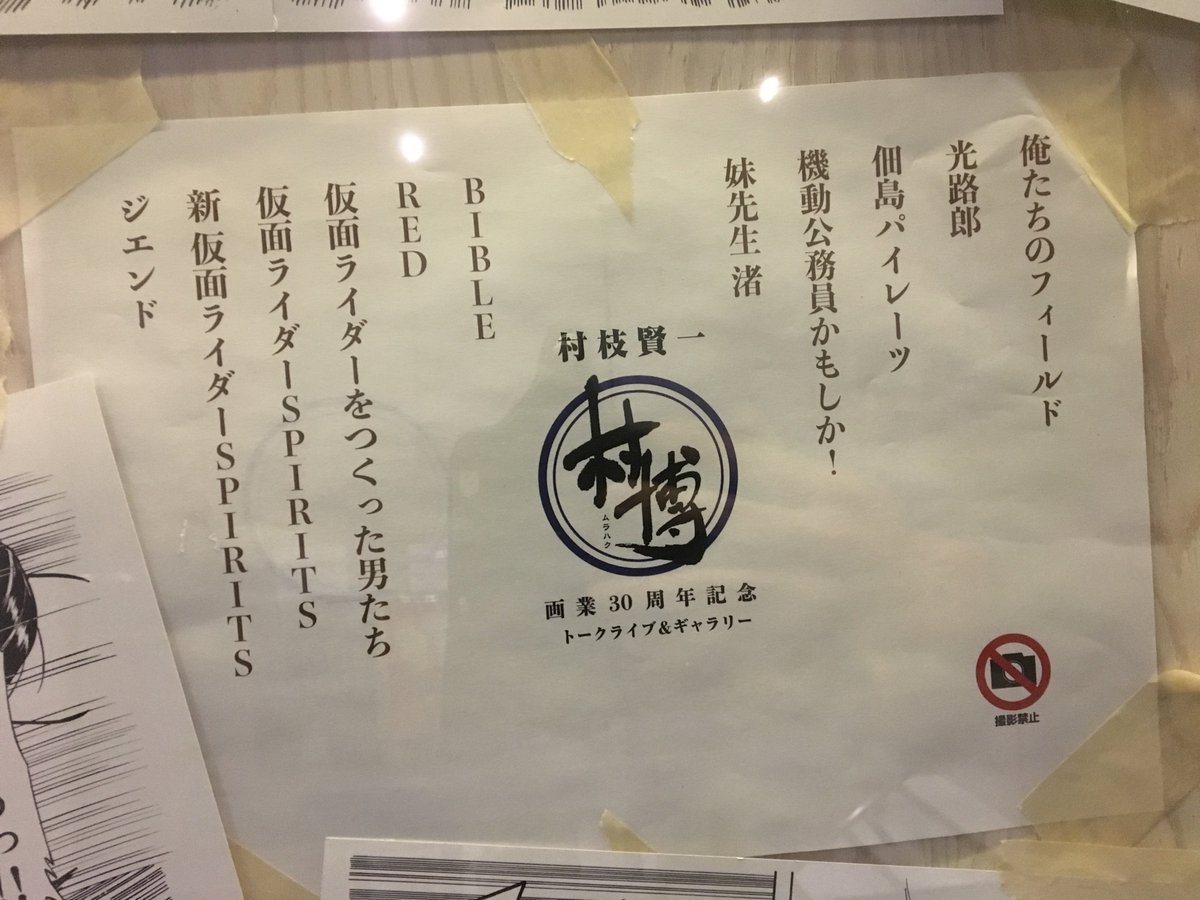 俺たちのフィールド
光路郎
佃島パイレーツ
機動公務員かもしか！
妹先生 渚
村枝賢一
村博
ムラハク
画業30周年記念
トークライブ&ギャラリー
BIBLE
RED
仮面ライダーをつくった男たち
仮面ライダーSPIRITS
新 仮面ライダーSPIRITS
ジエンド
撮影禁止
っ!